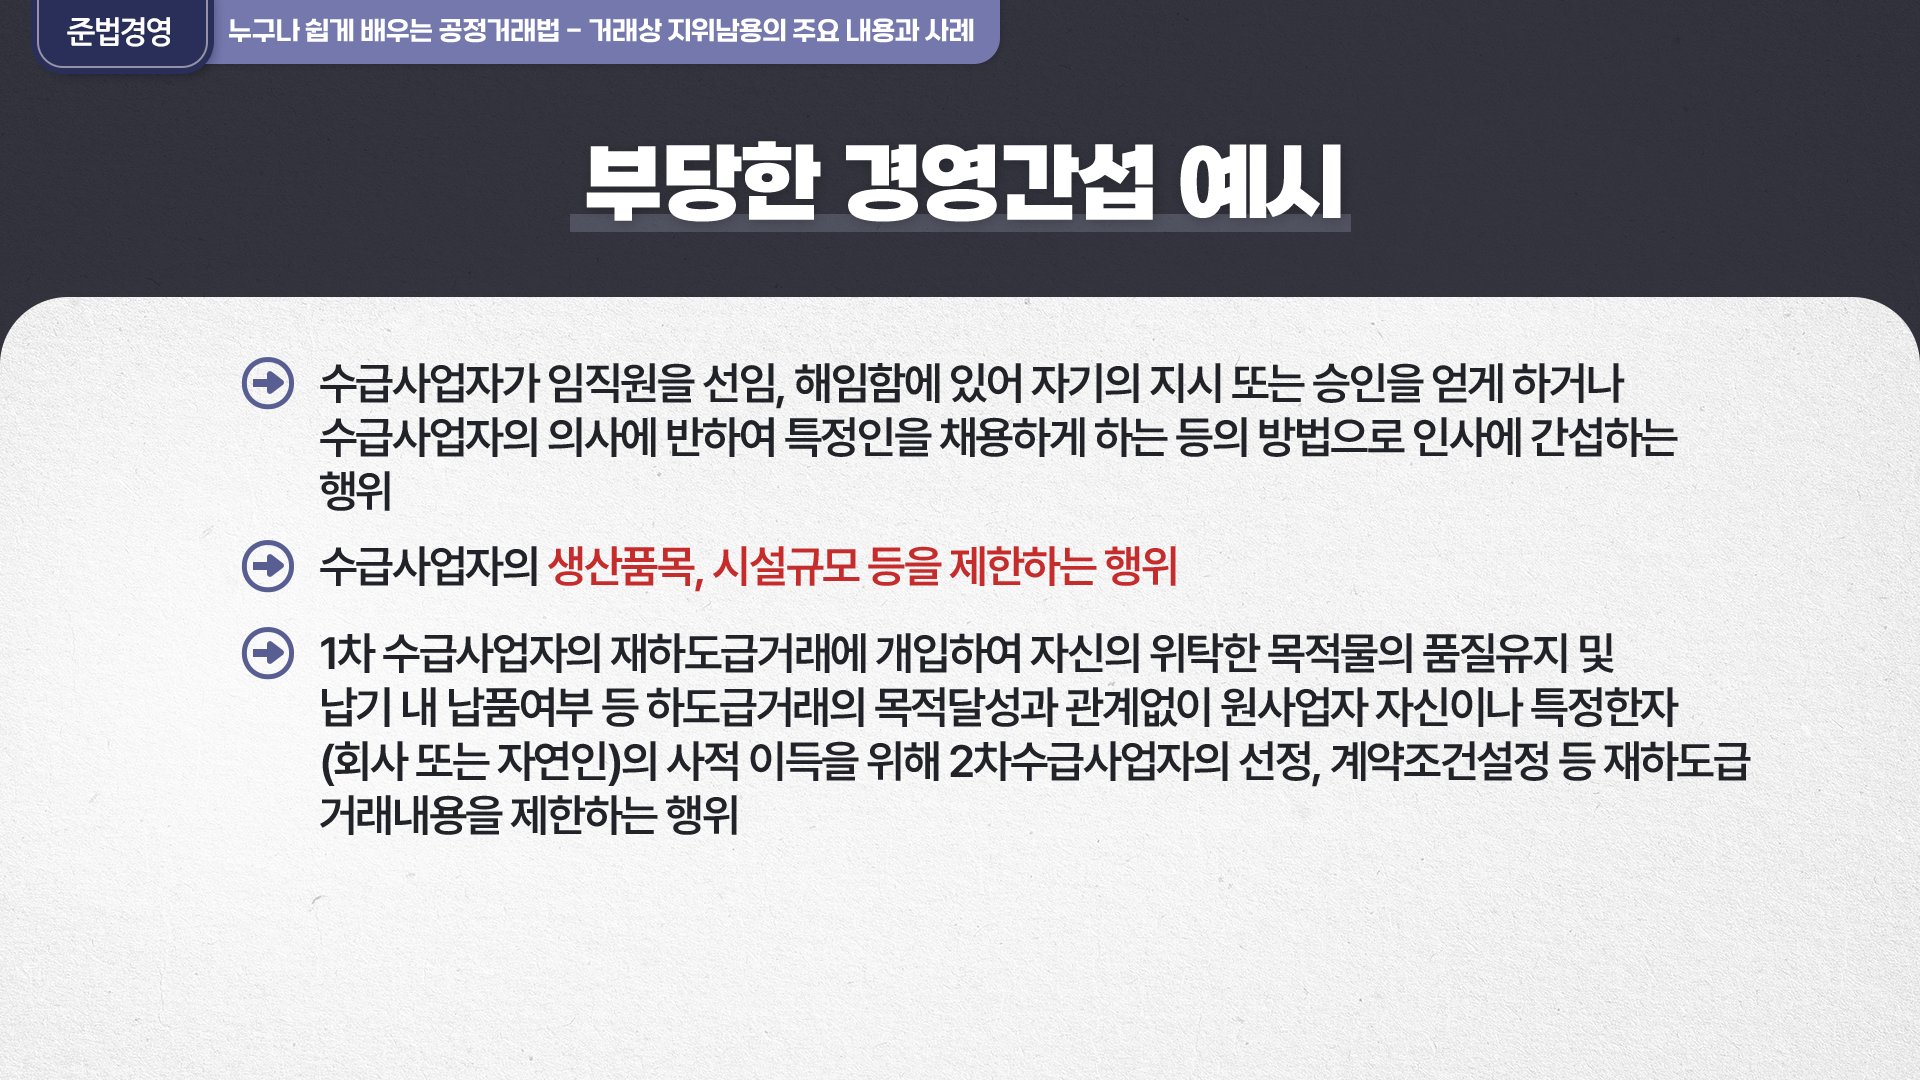 준법경영
누구나 쉽게 배우는 공정거래법 – 거래상 지위남용의 주요 내용과 사례
부당한 경영간섭 예시
수급사업자가 임직원을 선임, 해임함에 있어 자기의 지시 또는 승인을 얻게 하거나
수급사업자의 의사에 반하여 특정인을 채용하게 하는 등의 방법으로 인사에 간섭하는
행위
수급사업자의 생산품목, 시설규모 등을 제한하는 행위
1차 수급사업자의 재하도급거래에 개입하여 자신의 위탁한 목적물의 품질유지 및
납기 내 납품여부 등 하도급거래의 목적달성과 관계없이 원사업자 자신이나 특정한자
(회사 또는 자연인)의 사적 이득을 위해 2차수급사업자의 선정, 계약조건설정 등 재하도급
거래내용을 제한하는 행위